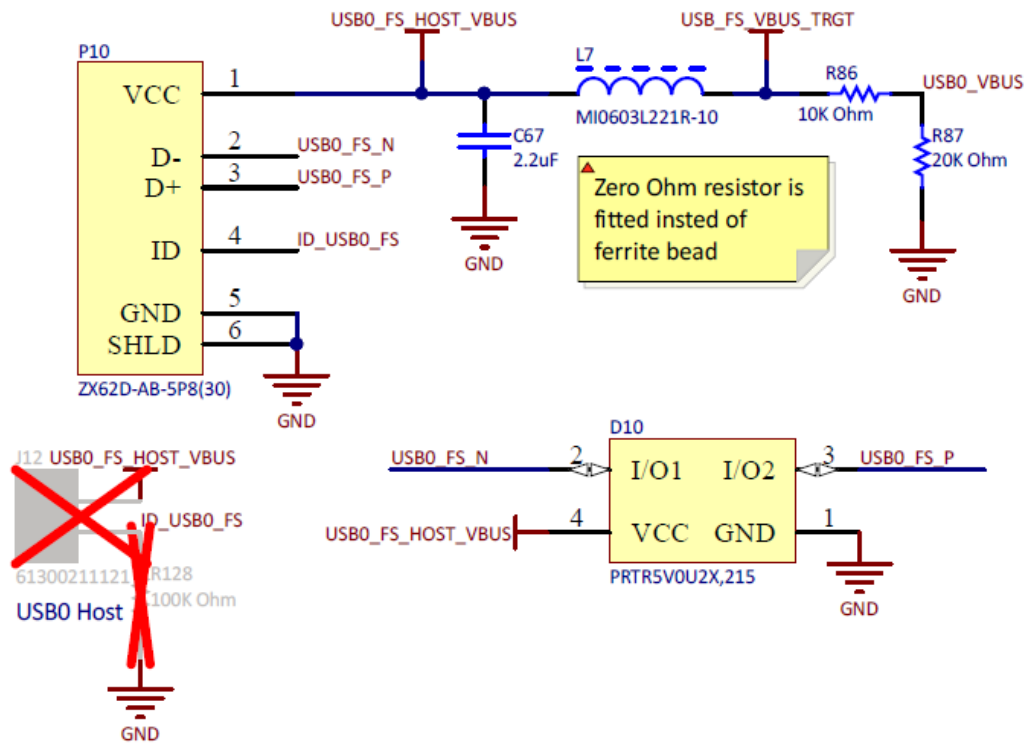 USB0_FS_HOST_VBUS
USB_FS_VBUS_TRGT
P10
VCC
1
D-
2
USB0_FS_N
D+
3
USB0_FS_P
ID
4
ID_USB0_FS
GND
5
SHLD
6
ZX62D-AB-5P8(30)
GND
C67
2.2uF
GND
L7
MI0603L221R-10
R86
10K Ohm
USB0_VBUS
R87
20K Ohm
GND
Zero Ohm resistor is
fitted insted of
ferrite bead
J12
USB0_FS_HOST_VBUS
ID_USB0_FS
61300211121
R128
100K Ohm
USB0 Host
GND
D10
USB0_FS_N
2
I/O1
I/O2
3
USB0_FS_P
USB0_FS_HOST_VBUS
4
VCC
GND
1
PRTR5V0U2X,215
GND